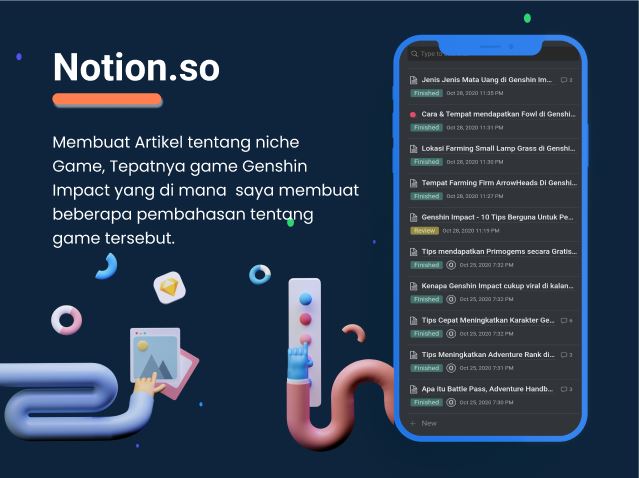 Notion.so
Membuat Artikel tentang niche
Game, Tepatnya game Genshin
Impact yang di mana saya membuat
beberapa pembahasan tentang
game tersebut.
Type to
Jenis Jenis Mata Uang di Genshin Im... 2
Finished Oct 28, 2020 11:35 PM
Cara & Tempat mendapatkan Fowl di Genshi...
Finished Oct 28, 2020 11:31 PM
Lokasi Farming Small Lamp Grass di Genshi...
Finished Oct 28, 2020 11:30 PM
Tempat Farming Firm ArrowHeads Di Genshi...
Finished Oct 28, 2020 11:27 PM
Genshin Impact - 10 Tips Berguna Untuk Pe...
Review Oct 28, 2020 11:19 PM
Tips mendapatkan Primogems secara Gratis...
Finished Oct 25, 2020 7:32 PM
Kenapa Genshin Impact cukup viral di kalan...
Finished Oct 25, 2020 7:32 PM
Tips Cepat Meningkatkan Karakter Ge...
Finished Oct 25, 2020 7:32 PM
Tips Meningkatkan Adventure Rank di... 3
Finished Oct 25, 2020 7:31 PM
Apa itu Battle Pass, Adventure Handb... 3
Finished Oct 25, 2020 7:30 PM
+ New